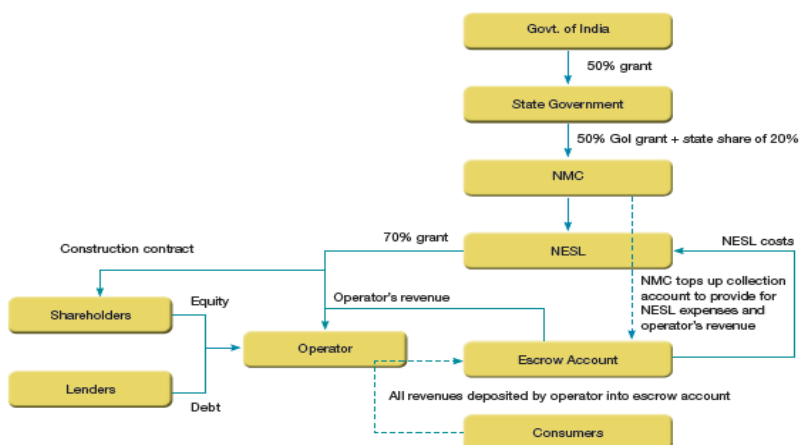 Govt. of India
50% grant
State Government
50% GoI grant + state share of 20%
NMC
70% grant
NESL
NESL costs
Construction contract
NMC tops up collection
account to provide for
NESL expenses and
operator's revenue
Shareholders
Equity
Operator's revenue
Operator
Escrow Account
Lenders
Debt
All revenues deposited by operator into escrow account
Consumers